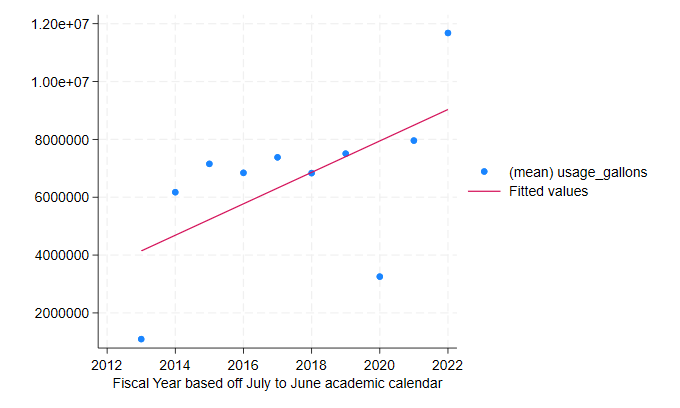 1.20e+07
1.00e+07
8000000
6000000
4000000
2000000
2012 2014 2016 2018 2020 2022
Fiscal Year based off July to June academic calendar
(mean) usage_gallons
Fitted values